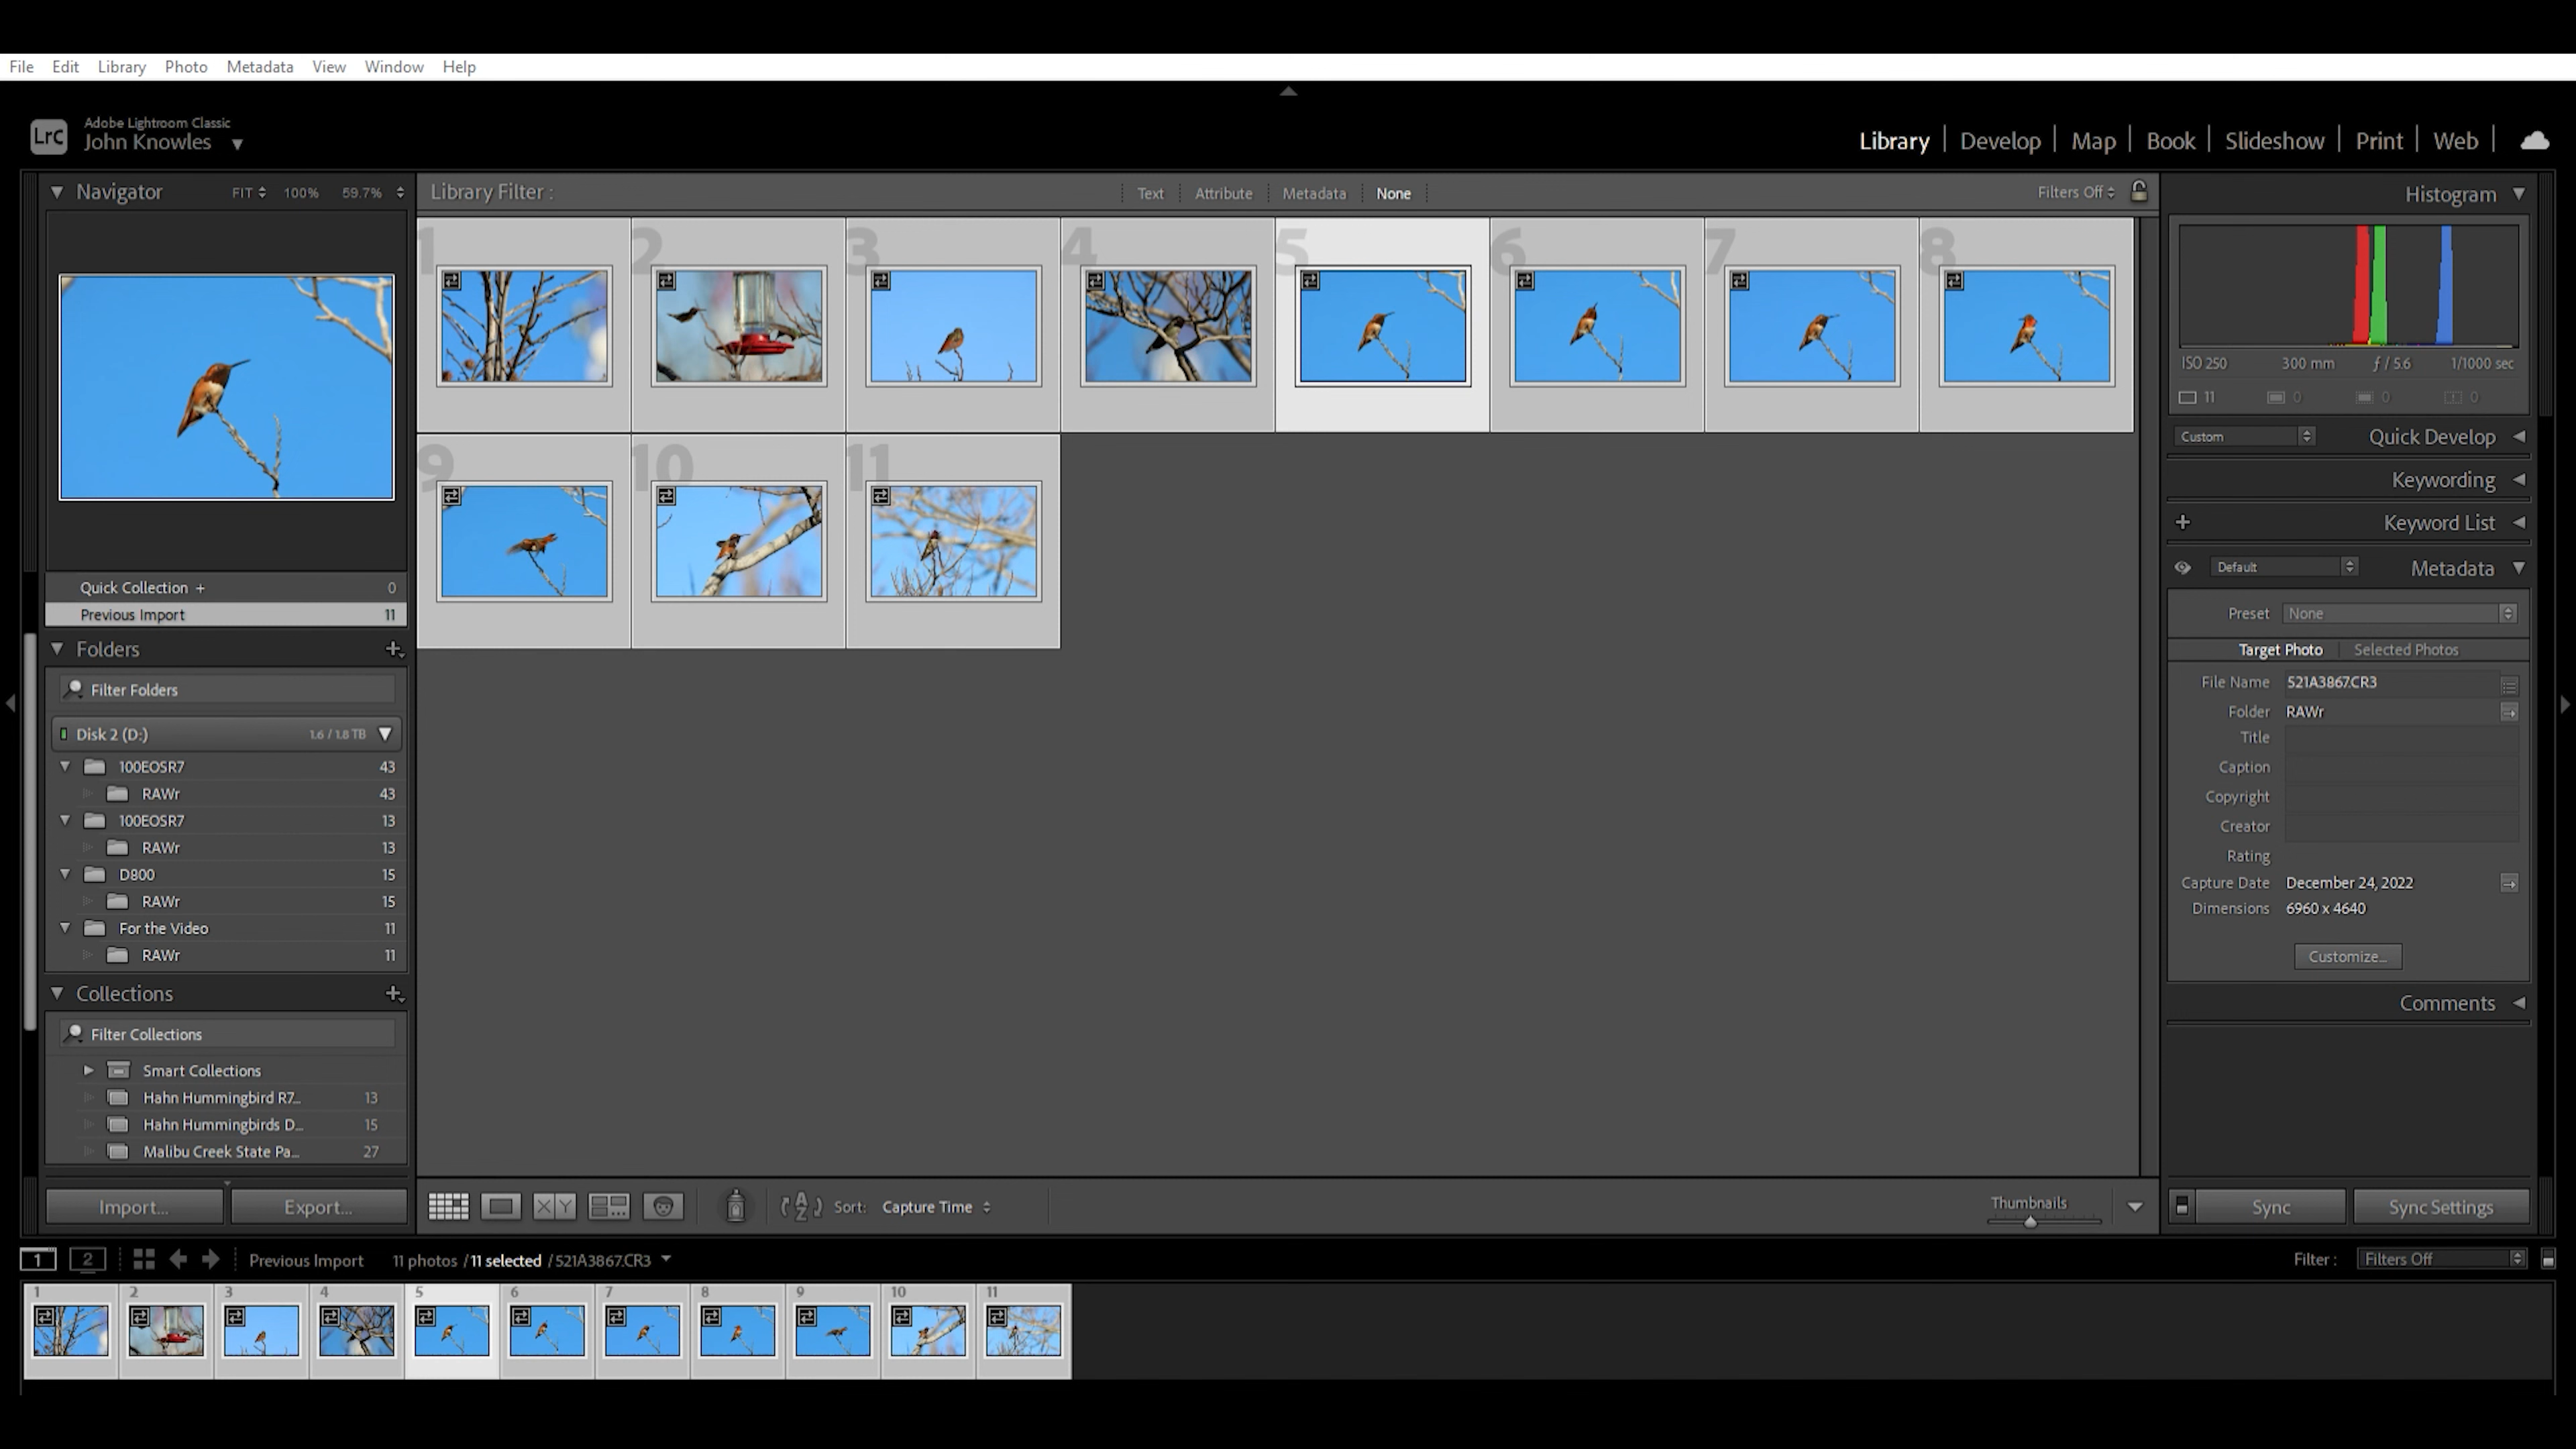 File Edit Library Photo Metadata View Window Help
Lrc
Adobe Lightroom Classic
John Knowles
Library | Develop | Map | Book | Slideshow | Print | Web |
Navigator FIT 100% 59.7%
Library Filter : Text Attribute Metadata None Filters Off
Histogram
1 2 3 4 5 6 7 8
ISO 250 300 mm ƒ / 5.6 1/1000 sec
11 0 0 0
Custom Quick Develop
9 10 11
Keywording
+ Keyword List
Default Metadata
Quick Collection + 0
Previous Import 11
Preset None
Folders +
Target Photo Selected Photos
Filter Folders
File Name 521A3867.CR3
Folder RAWr
Disk 2 (D:) 1.6 / 1.8 TB
Title
100EOSR7 43
Caption
RAWr 43
Copyright
100EOSR7 13
Creator
RAWr 13
Rating
D800 15
Capture Date December 24, 2022
RAWr 15
Dimensions 6960 x 4640
For the Video 11
RAWr 11
Customize...
Collections +
Comments
Filter Collections
Smart Collections
Hahn Hummingbird R7... 13
Hahn Hummingbirds D... 15
Malibu Creek State Pa... 27
Import... Export...
XY
A Z
Sort: Capture Time
Thumbnails
Sync Sync Settings
1 2 Previous Import 11 photos / 11 selected / 521A3867.CR3
Filter : Filters Off
1 2 3 4 5 6 7 8 9 10 11